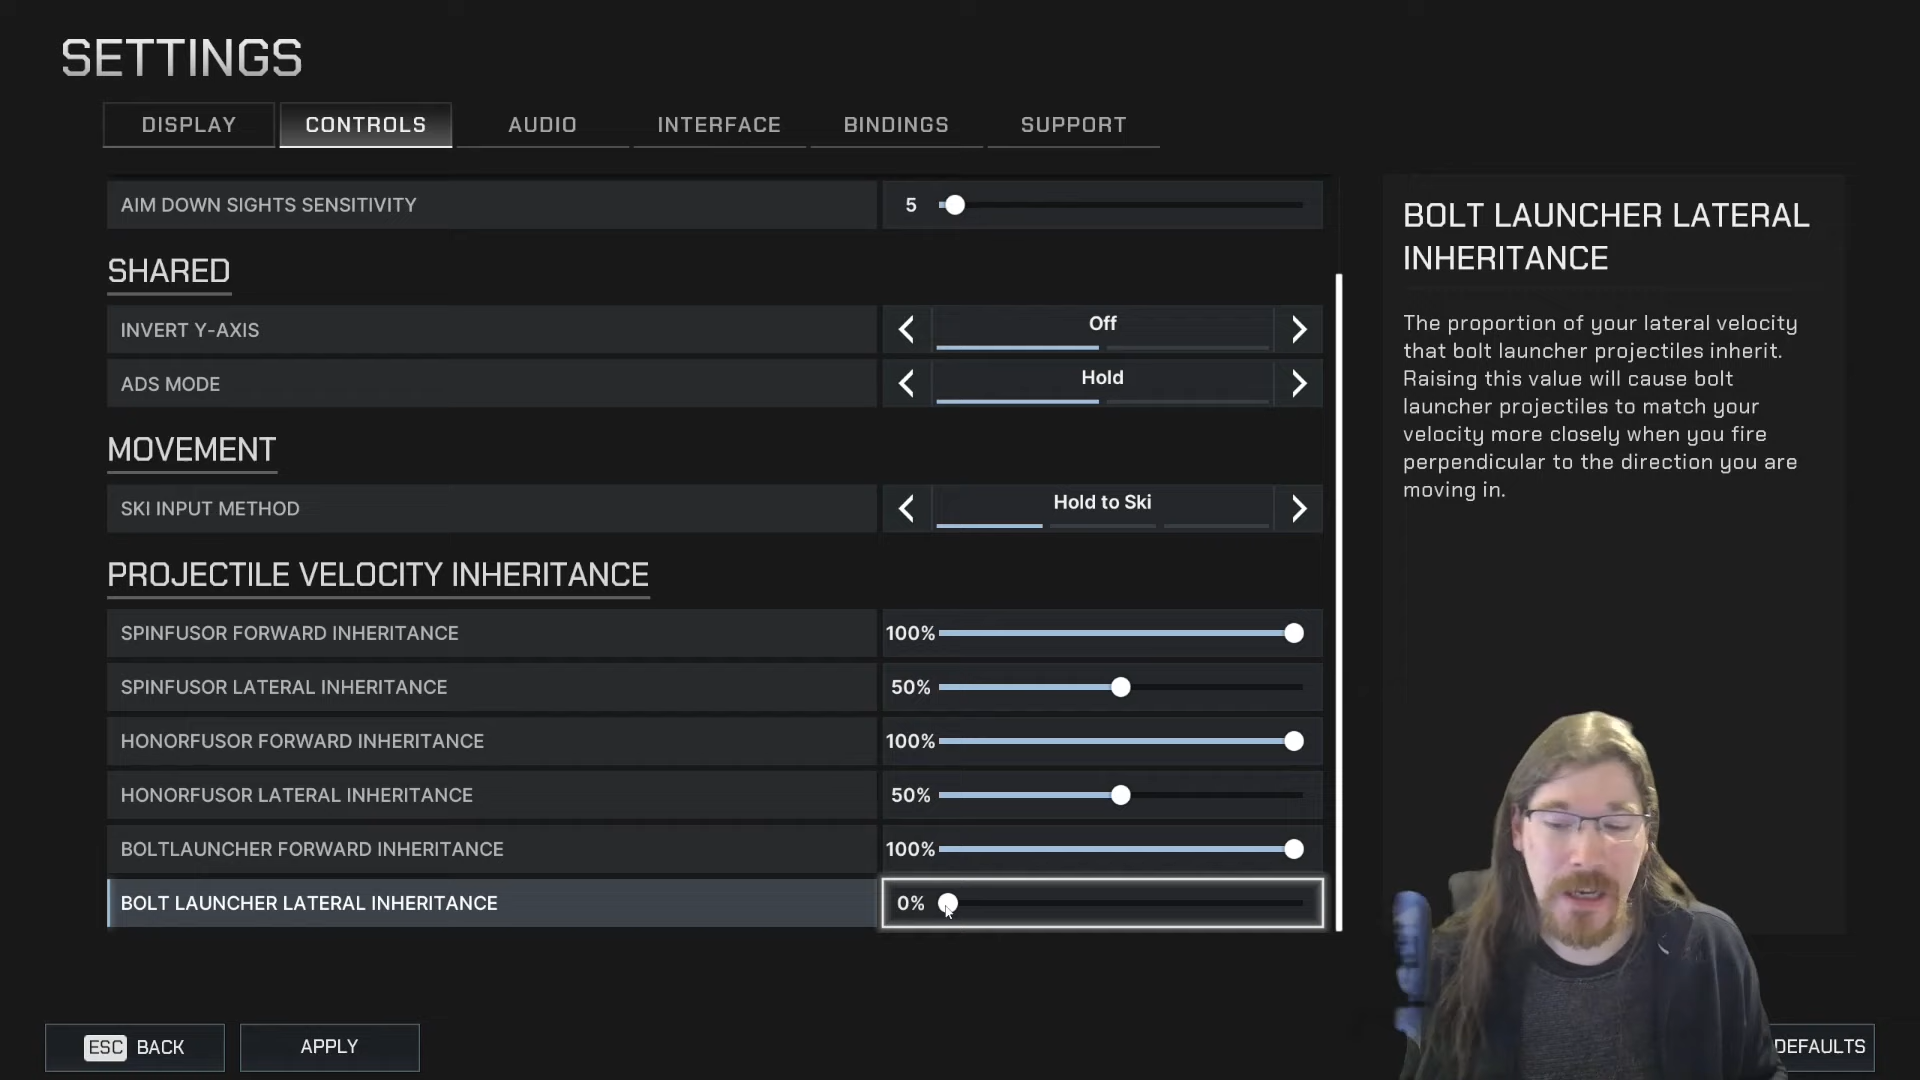 SETTINGS
DISPLAY
CONTROLS
AUDIO
INTERFACE
BINDINGS
SUPPORT
AIM DOWN SIGHTS SENSITIVITY
5
SHARED
INVERT Y-AXIS
Off
ADS MODE
Hold
MOVEMENT
SKI INPUT METHOD
Hold to Ski
PROJECTILE VELOCITY INHERITANCE
SPINFUSOR FORWARD INHERITANCE
100%
SPINFUSOR LATERAL INHERITANCE
50%
HONORFUSOR FORWARD INHERITANCE
100%
HONORFUSOR LATERAL INHERITANCE
50%
BOLTLAUNCHER FORWARD INHERITANCE
100%
BOLT LAUNCHER LATERAL INHERITANCE
0%
BOLT LAUNCHER LATERAL
INHERITANCE
The proportion of your lateral velocity
that bolt launcher projectiles inherit.
Raising this value will cause bolt
launcher projectiles to match your
velocity more closely when you fire
perpendicular to the direction you are
moving in.
ESC BACK
APPLY
DEFAULTS